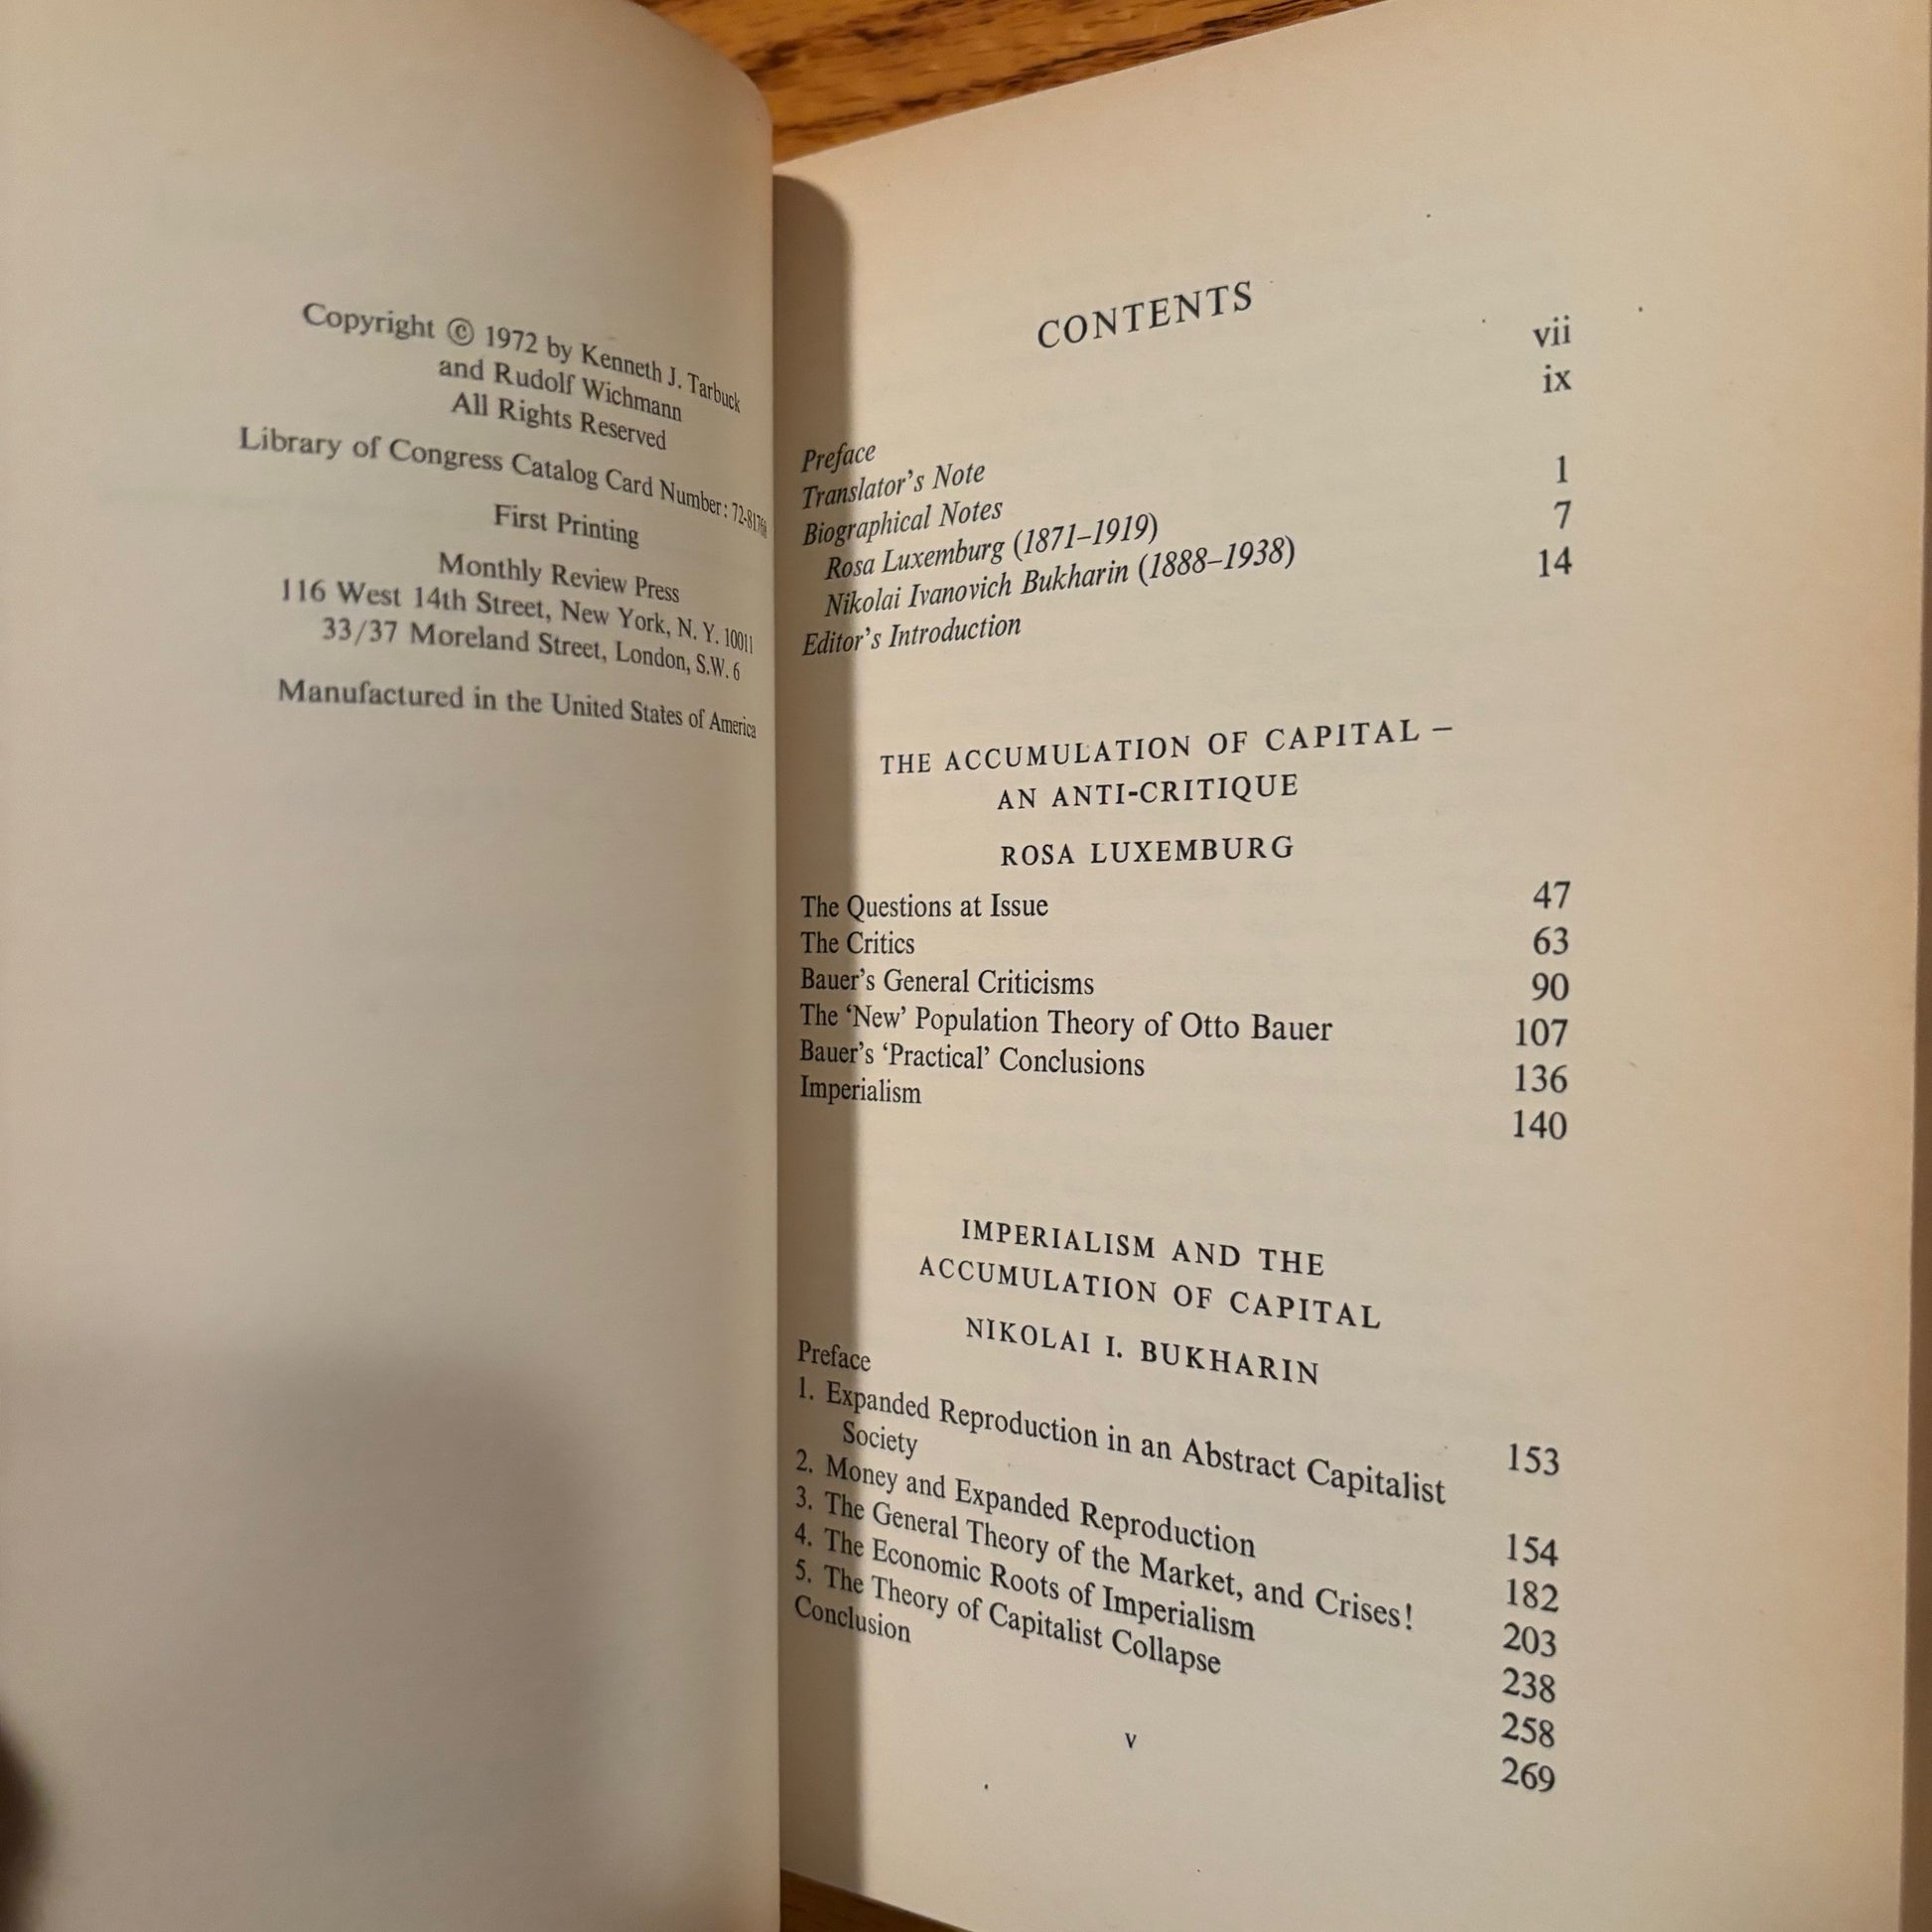 Copyright © 1972 by Kenneth J. Tarbuck
and Rudolf Wichmann
All Rights Reserved
Library of Congress Catalog Card Number:
First Printing
Monthly Review Press
116 West 14th Street, New York, N. Y. 10011
33/37 Moreland Street, London, S.W. 6
Manufactured in the United States of America
CONTENTS
Preface vii
Translator's Note ix
Biographical Notes
Rosa Luxemburg (1871–1919) 1
Nikolai Ivanovich Bukharin (1888–1938) 7
Editor's Introduction 14
THE ACCUMULATION OF CAPITAL –
AN ANTI-CRITIQUE
ROSA LUXEMBURG
The Questions at Issue 47
The Critics 63
Bauer's General Criticisms 90
The ‘New’ Population Theory of Otto Bauer 107
Bauer's ‘Practical’ Conclusions 136
Imperialism 140
IMPERIALISM AND THE
ACCUMULATION OF CAPITAL
NIKOLAI I. BUKHARIN
Preface 153
1. Expanded Reproduction in an Abstract Capitalist
Society 154
2. Money and Expanded Reproduction 182
3. The General Theory of the Market, and Crises! 203
4. The Economic Roots of Imperialism 238
5. The Theory of Capitalist Collapse 258
Conclusion 269
v